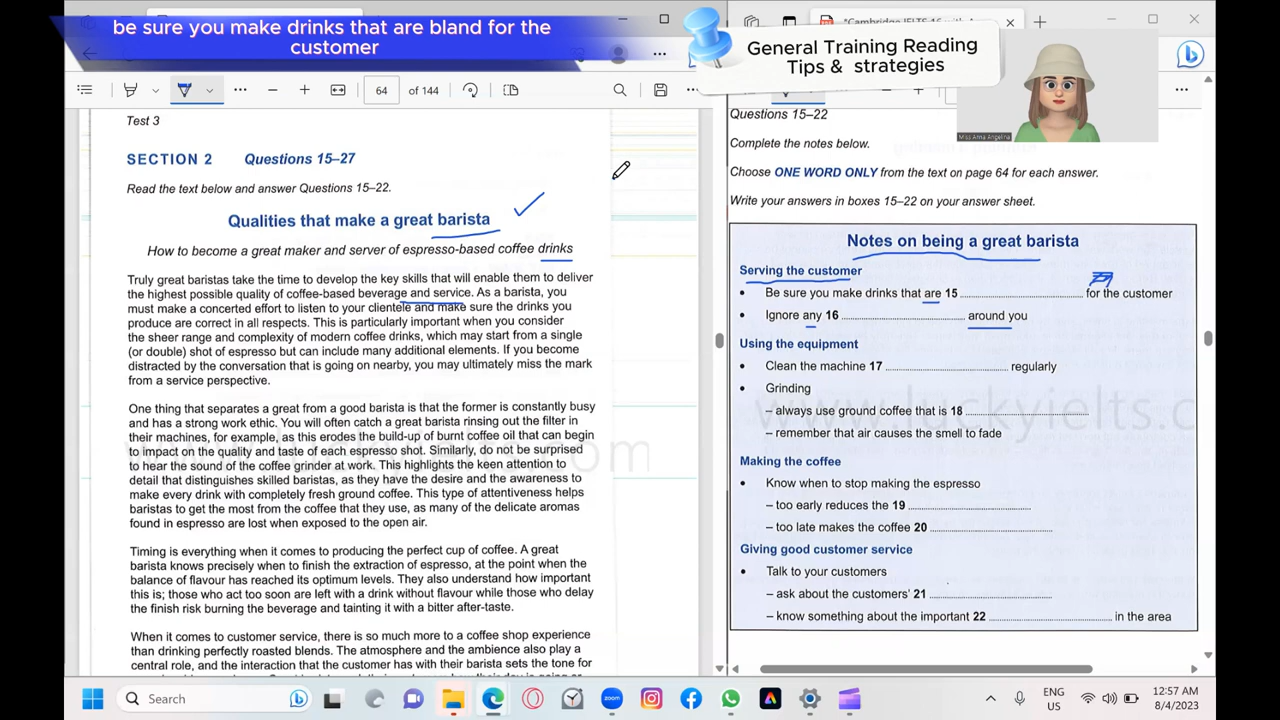 be sure you make drinks that are bland for the
customer
General Training Reading
Tips & strategies
Miss Anna Angelina
64
of 144
Test 3
SECTION 2 Questions 15–27
Read the text below and answer Questions 15–22.
Qualities that make a great barista
How to become a great maker and server of espresso-based coffee drinks
Truly great baristas take the time to develop the key skills that will enable them to deliver
the highest possible quality of coffee-based beverage and service. As a barista, you
must make a concerted effort to listen to your clientele and make sure the drinks you
produce are correct in all respects. This is particularly important when you consider
the sheer range and complexity of modern coffee drinks, which may start from a single
(or double) shot of espresso but can include many additional elements. If you become
distracted by the conversation that is going on nearby, you may ultimately miss the mark
from a service perspective.
One thing that separates a great from a good barista is that the former is constantly busy
and has a strong work ethic. You will often catch a great barista rinsing out the filter in
their machines, for example, as this erodes the build-up of burnt coffee oil that can begin
to impact on the quality and taste of each espresso shot. Similarly, do not be surprised
to hear the sound of the coffee grinder at work. This highlights the keen attention to
detail that distinguishes skilled baristas, as they have the desire and the awareness to
make every drink with completely fresh ground coffee. This type of attentiveness helps
baristas to get the most from the coffee that they use, as many of the delicate aromas
found in espresso are lost when exposed to the open air.
Timing is everything when it comes to producing the perfect cup of coffee. A great
barista knows precisely when to finish the extraction of espresso, at the point when the
balance of flavour has reached its optimum levels. They also understand how important
this is; those who act too soon are left with a drink without flavour while those who delay
the finish risk burning the beverage and tainting it with a bitter after-taste.
When it comes to customer service, there is so much more to a coffee shop experience
than drinking perfectly roasted blends. The atmosphere and the ambience also play a
central role, and the interaction that the customer has with their barista sets the tone for
Questions 15–22
Complete the notes below.
Choose ONE WORD ONLY from the text on page 64 for each answer.
Write your answers in boxes 15–22 on your answer sheet.
Notes on being a great barista
Serving the customer
• Be sure you make drinks that are 15 .................... for the customer
• Ignore any 16 .................... around you
Using the equipment
• Clean the machine 17 .................... regularly
• Grinding
– always use ground coffee that is 18 ....................
– remember that air causes the smell to fade
Making the coffee
• Know when to stop making the espresso
– too early reduces the 19 ....................
– too late makes the coffee 20 ....................
Giving good customer service
• Talk to your customers
– ask about the customers' 21 ....................
– know something about the important 22 .................... in the area
www.luckyielts.com
Search
ENG
US
12:57 AM
8/4/2023